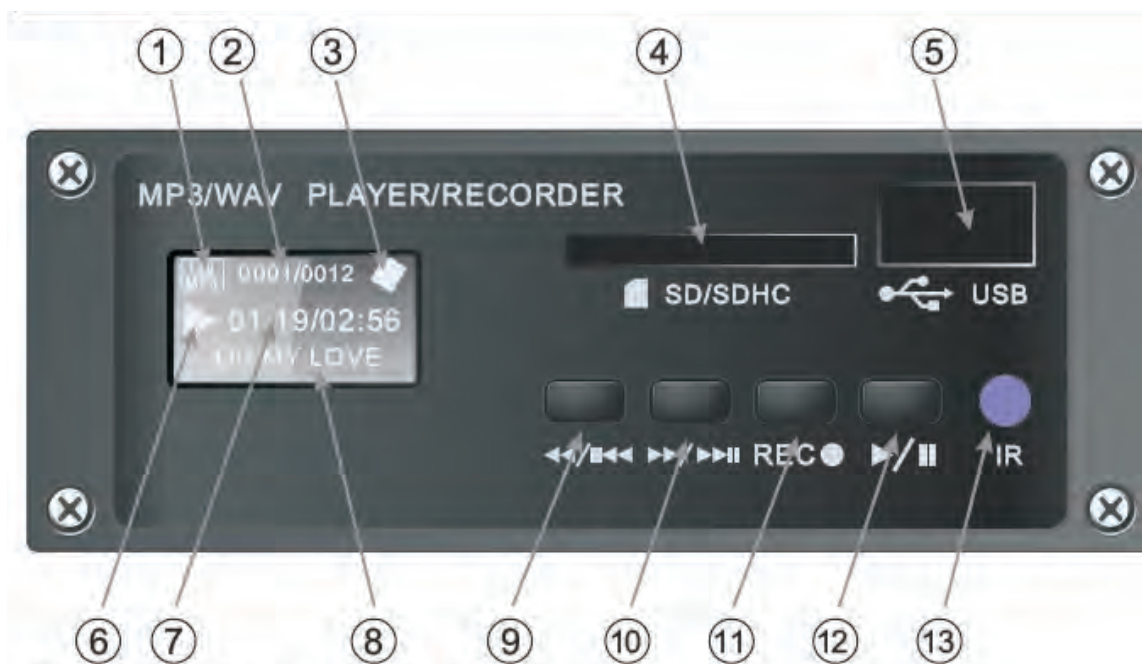 ① ② ③ ④ ⑤
MP3/WAV PLAYER/RECORDER
0001/0012
01:19/02:56
MY LOVE
SD/SDHC
USB
REC
IR
⑥ ⑦ ⑧ ⑨ ⑩ ⑪ ⑫ ⑬